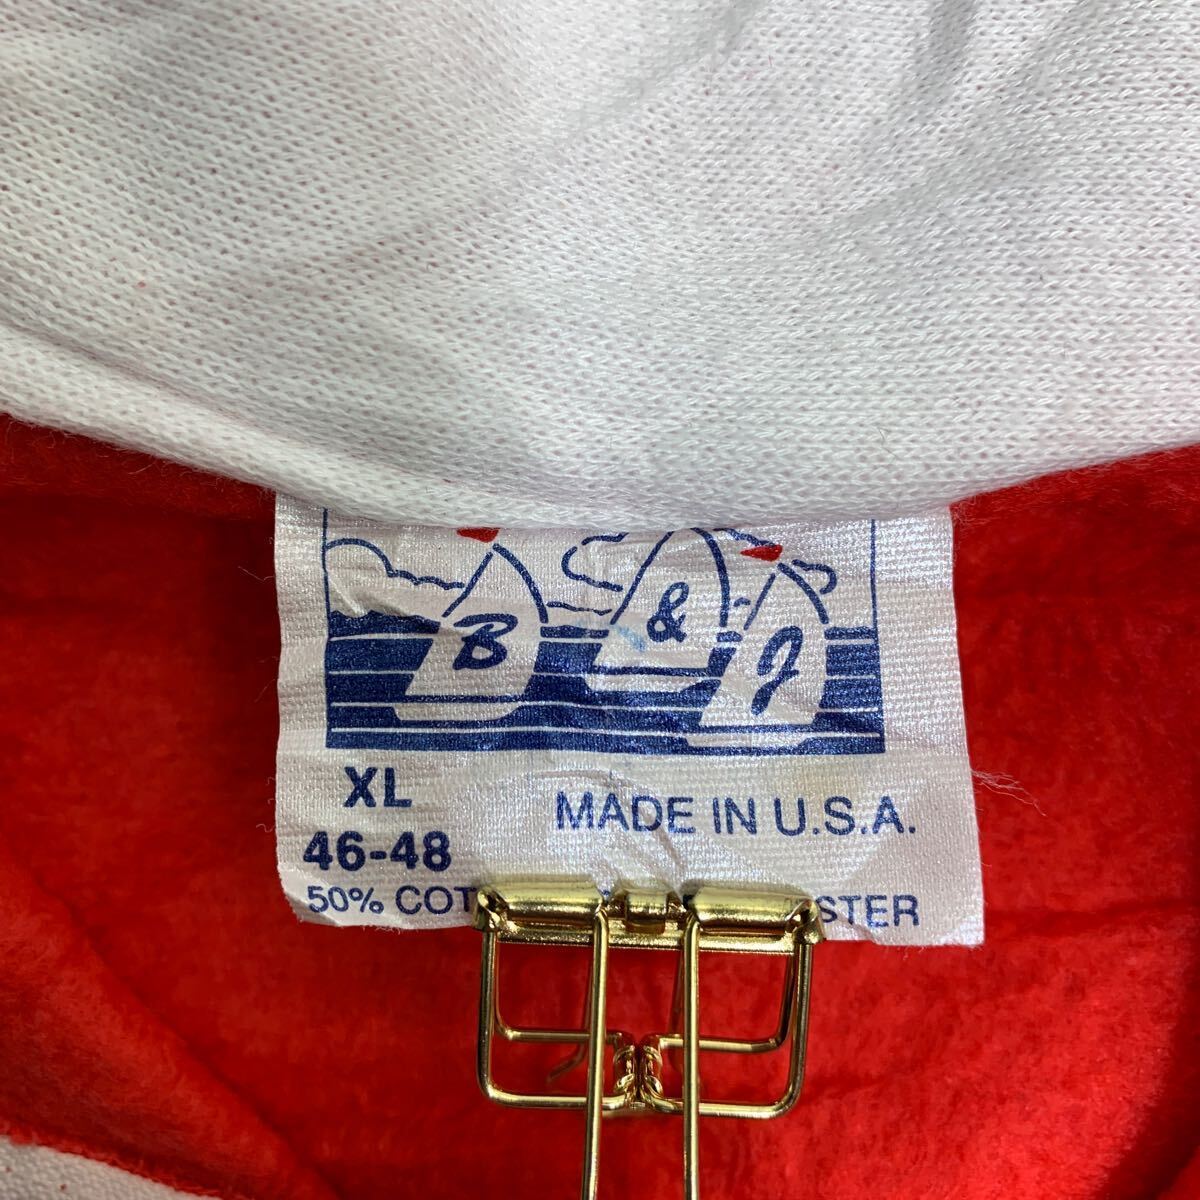 B & J
XL
MADE IN U.S.A.
46-48
50% COT STER